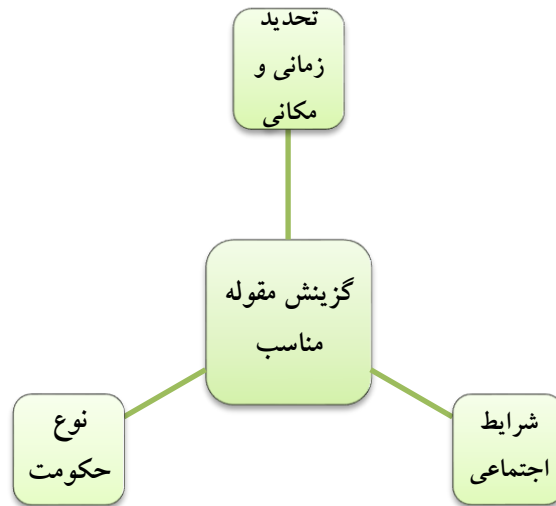 تحدید
زمانی و
مکانی
گزینش مقوله
مناسب
شرایط
اجتماعی
نوع
حکومت